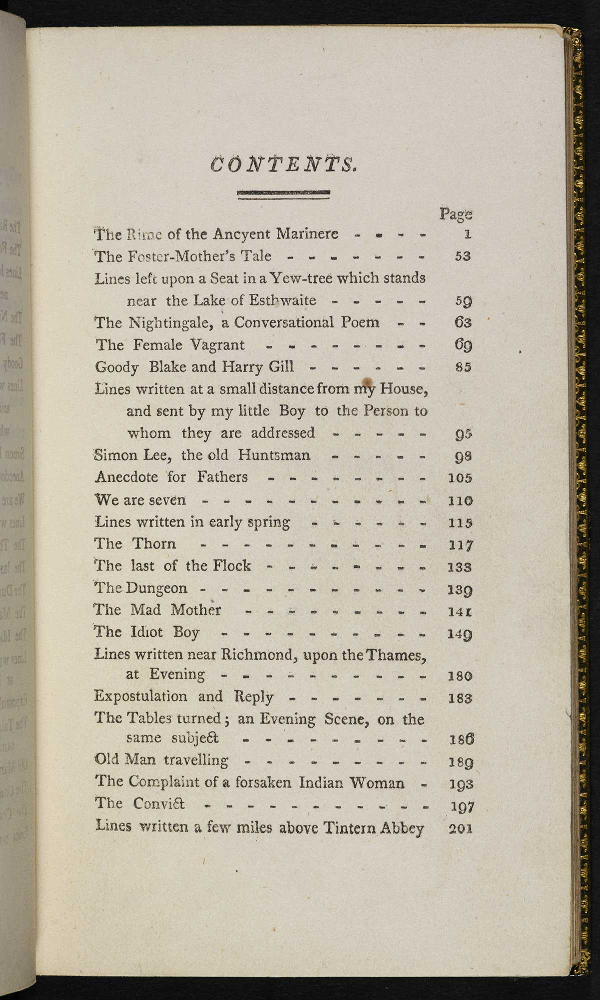 CONTENTS.
Page
The Rime of the Ancyent Marinere - - - - 1
The Foster-Mother's Tale - - - - - - - 53
Lines left upon a Seat in a Yew-tree which stands
near the Lake of Esthwaite - - - - - 59
The Nightingale, a Conversational Poem - - 63
The Female Vagrant - - - - - - - - 69
Goody Blake and Harry Gill - - - - - - 85
Lines written at a small distance from my House,
and sent by my little Boy to the Person to
whom they are addressed - - - - - 95
Simon Lee, the old Huntsman - - - - - 98
Anecdote for Fathers - - - - - - - - 105
We are seven - - - - - - - - - - - 110
Lines written in early spring - - - - - - 115
The Thorn - - - - - - - - - - - 117
The last of the Flock - - - - - - - - 133
The Dungeon - - - - - - - - - - - 139
The Mad Mother - - - - - - - - - 141
The Idiot Boy - - - - - - - - - - 149
Lines written near Richmond, upon the Thames,
at Evening - - - - - - - - - - 180
Expostulation and Reply - - - - - - - 183
The Tables turned; an Evening Scene, on the
same subject - - - - - - - - - 186
Old Man travelling - - - - - - - - - 189
The Complaint of a forsaken Indian Woman - 193
The Convict - - - - - - - - - - - 197
Lines written a few miles above Tintern Abbey 201